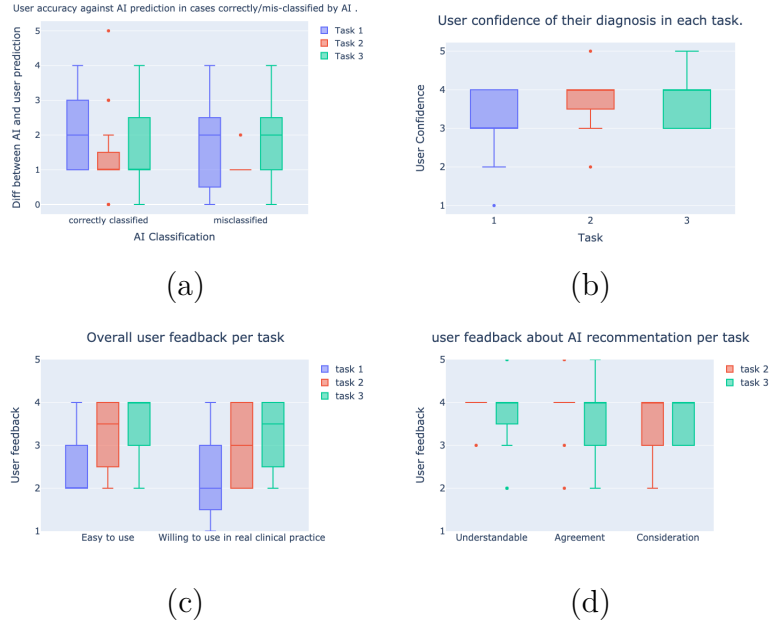 User accuracy against AI prediction in cases correctly/mis-classified by AI .
5
4
3
2
1
0
Diff between AI and user prediction
correctly classified
misclassified
AI Classification
Task 1
Task 2
Task 3
(a)
User confidence of their diagnosis in each task.
5
4
3
2
1
User Confidence
1
2
3
Task
(b)
Overall user feadback per task
5
4
3
2
1
User feedback
Easy to use
Willing to use in real clinical practice
task 1
task 2
task 3
(c)
user feadback about AI recommentation per task
5
4
3
2
1
User feedback
Understandable
Agreement
Consideration
task 2
task 3
(d)